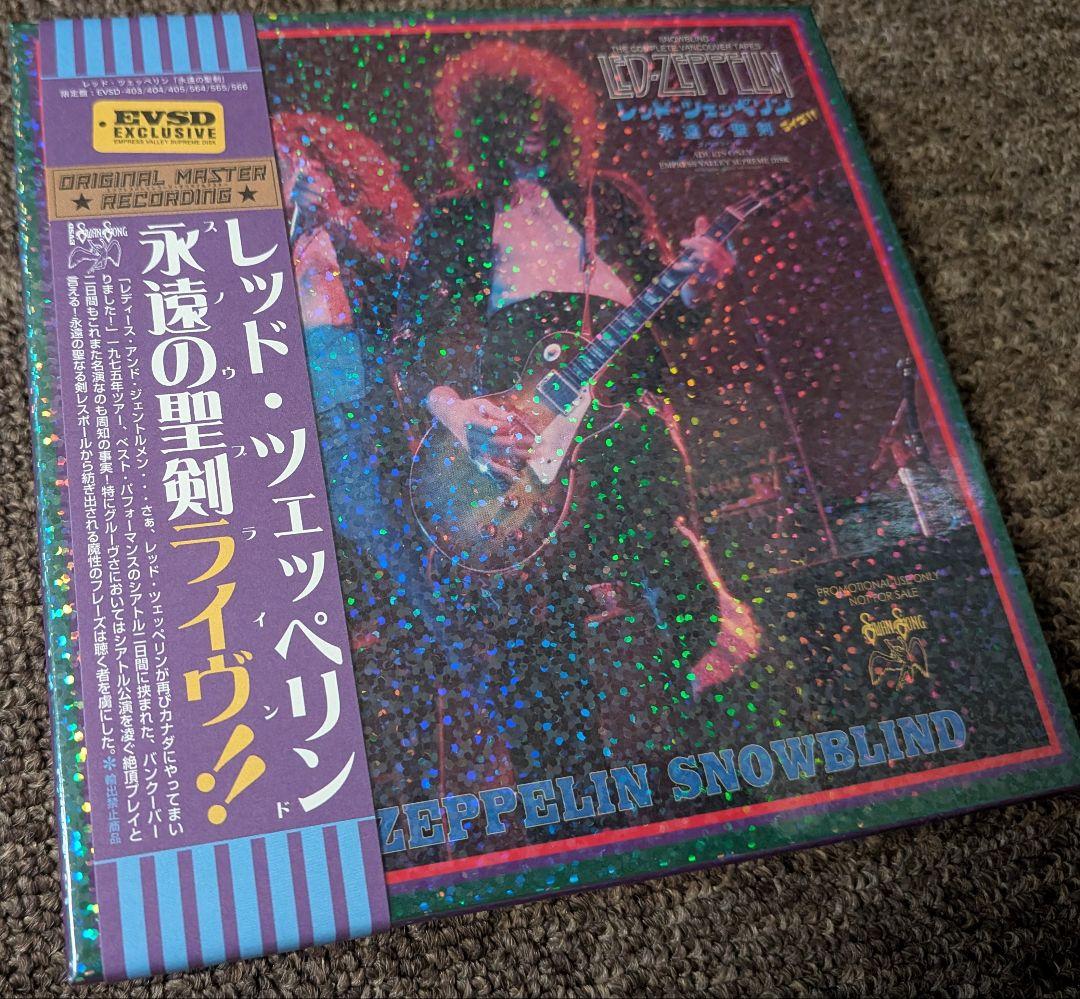 レッド・ツェッペリン「永遠の聖剣」
限定盤:EVSD-403/404/405/564/565/566
EVSD
EXCLUSIVE
EMPRESS VALLEY SUPREME DISK
ORIGINAL MASTER
★ RECORDING ★
レッド・ツェッペリン
スノウブラインド
永遠の聖剣ライヴ!!
SWAN SONG
「レディース・アンド・ジェントルメン・・・さぁ、レッド・ツェッペリンが再びカナダにやってまい
りました!」一九七五年ツアー、ベスト・パフォーマンスのシアトル二日間に挟まれた、バンクーバー
二日間もこれまた名演なのも周知の事実!特にグルーヴさにおいてはシアトル公演を凌ぐ絶頂プレイと
言える!永遠の聖なる剣レスポールから紡ぎ出される魔性のフレーズは聴く者を虜にした。＊輸出禁止商品
SNOWBLIND
THE COMPLETE VANCOUVER TAPES
LED-ZEPPELIN
レッド・ツェッペリン
永遠の聖剣 ライヴ!!
ADULTS ONLY
EMPRESS VALLEY SUPREME DISK
PROMOTIONAL USE ONLY
NOT FOR SALE
SWAN SONG
ZEPPELIN SNOWBLIND